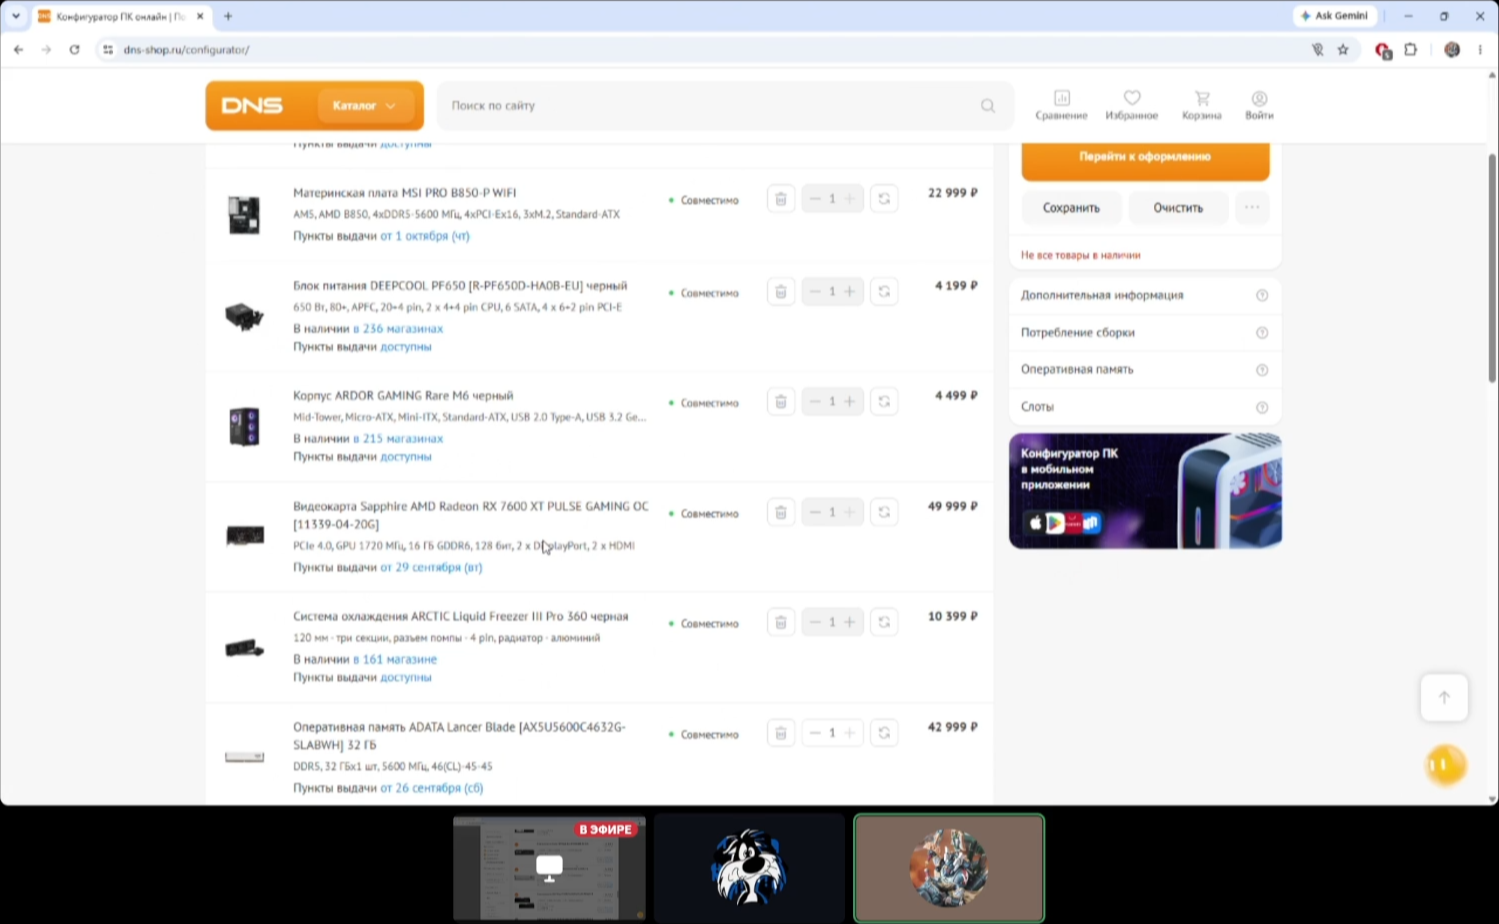 Конфигуратор ПК онлайн | По
Ask Gemini
dns-shop.ru/configurator/
DNS
Каталог
Поиск по сайту
Сравнение
Избранное
Корзина
Войти
Пункты выдачи доступны
Перейти к оформлению
Материнская плата MSI PRO B850-P WIFI
Совместимо
1
22 999 ₽
AM5, AMD B850, 4xDDR5-5600 МГц, 4xPCI-Ex16, 3xM.2, Standard-ATX
Пункты выдачи от 1 октября (чт)
Сохранить
Очистить
Не все товары в наличии
Блок питания DEEPCOOL PF650 [R-PF650D-HA0B-EU] черный
Совместимо
1
4 199 ₽
650 Вт, 80+, APFC, 20+4 pin, 2 x 4+4 pin CPU, 6 SATA, 4 x 6+2 pin PCI-E
В наличии в 236 магазинах
Пункты выдачи доступны
Дополнительная информация
Потребление сборки
Оперативная память
Слоты
Корпус ARDOR GAMING Rare M6 черный
Совместимо
1
4 499 ₽
Mid-Tower, Micro-ATX, Mini-ITX, Standard-ATX, USB 2.0 Type-A, USB 3.2 Ge...
В наличии в 215 магазинах
Пункты выдачи доступны
Конфигуратор ПК
в мобильном
приложении
Видеокарта Sapphire AMD Radeon RX 7600 XT PULSE GAMING OC
[11339-04-20G]
Совместимо
1
49 999 ₽
PCIe 4.0, GPU 1720 МГц, 16 ГБ GDDR6, 128 бит, 2 x DisplayPort, 2 x HDMI
Пункты выдачи от 29 сентября (вт)
Система охлаждения ARCTIC Liquid Freezer III Pro 360 черная
Совместимо
1
10 399 ₽
120 мм - три секции, разъем помпы - 4 pin, радиатор - алюминий
В наличии в 161 магазине
Пункты выдачи доступны
Оперативная память ADATA Lancer Blade [AX5U5600C4632G-
SLABWH] 32 ГБ
Совместимо
1
42 999 ₽
DDR5, 32 ГБx1 шт, 5600 МГц, 46(CL)-45-45
Пункты выдачи от 26 сентября (сб)
В ЭФИРЕ